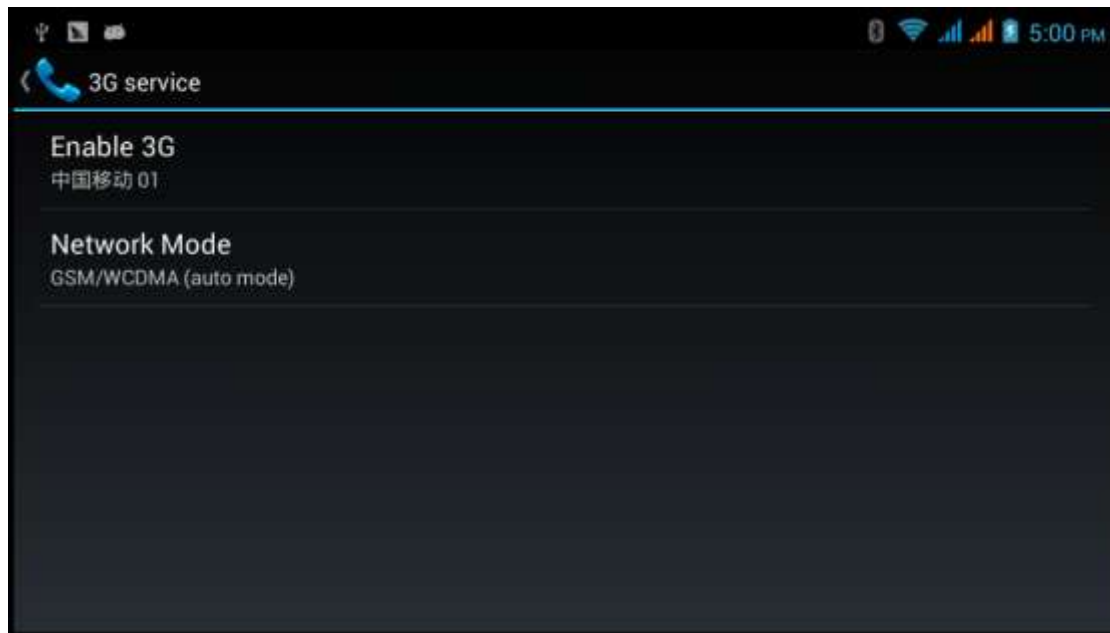 5:00 PM
3G service
Enable 3G
中国移动 01
Network Mode
GSM/WCDMA (auto mode)